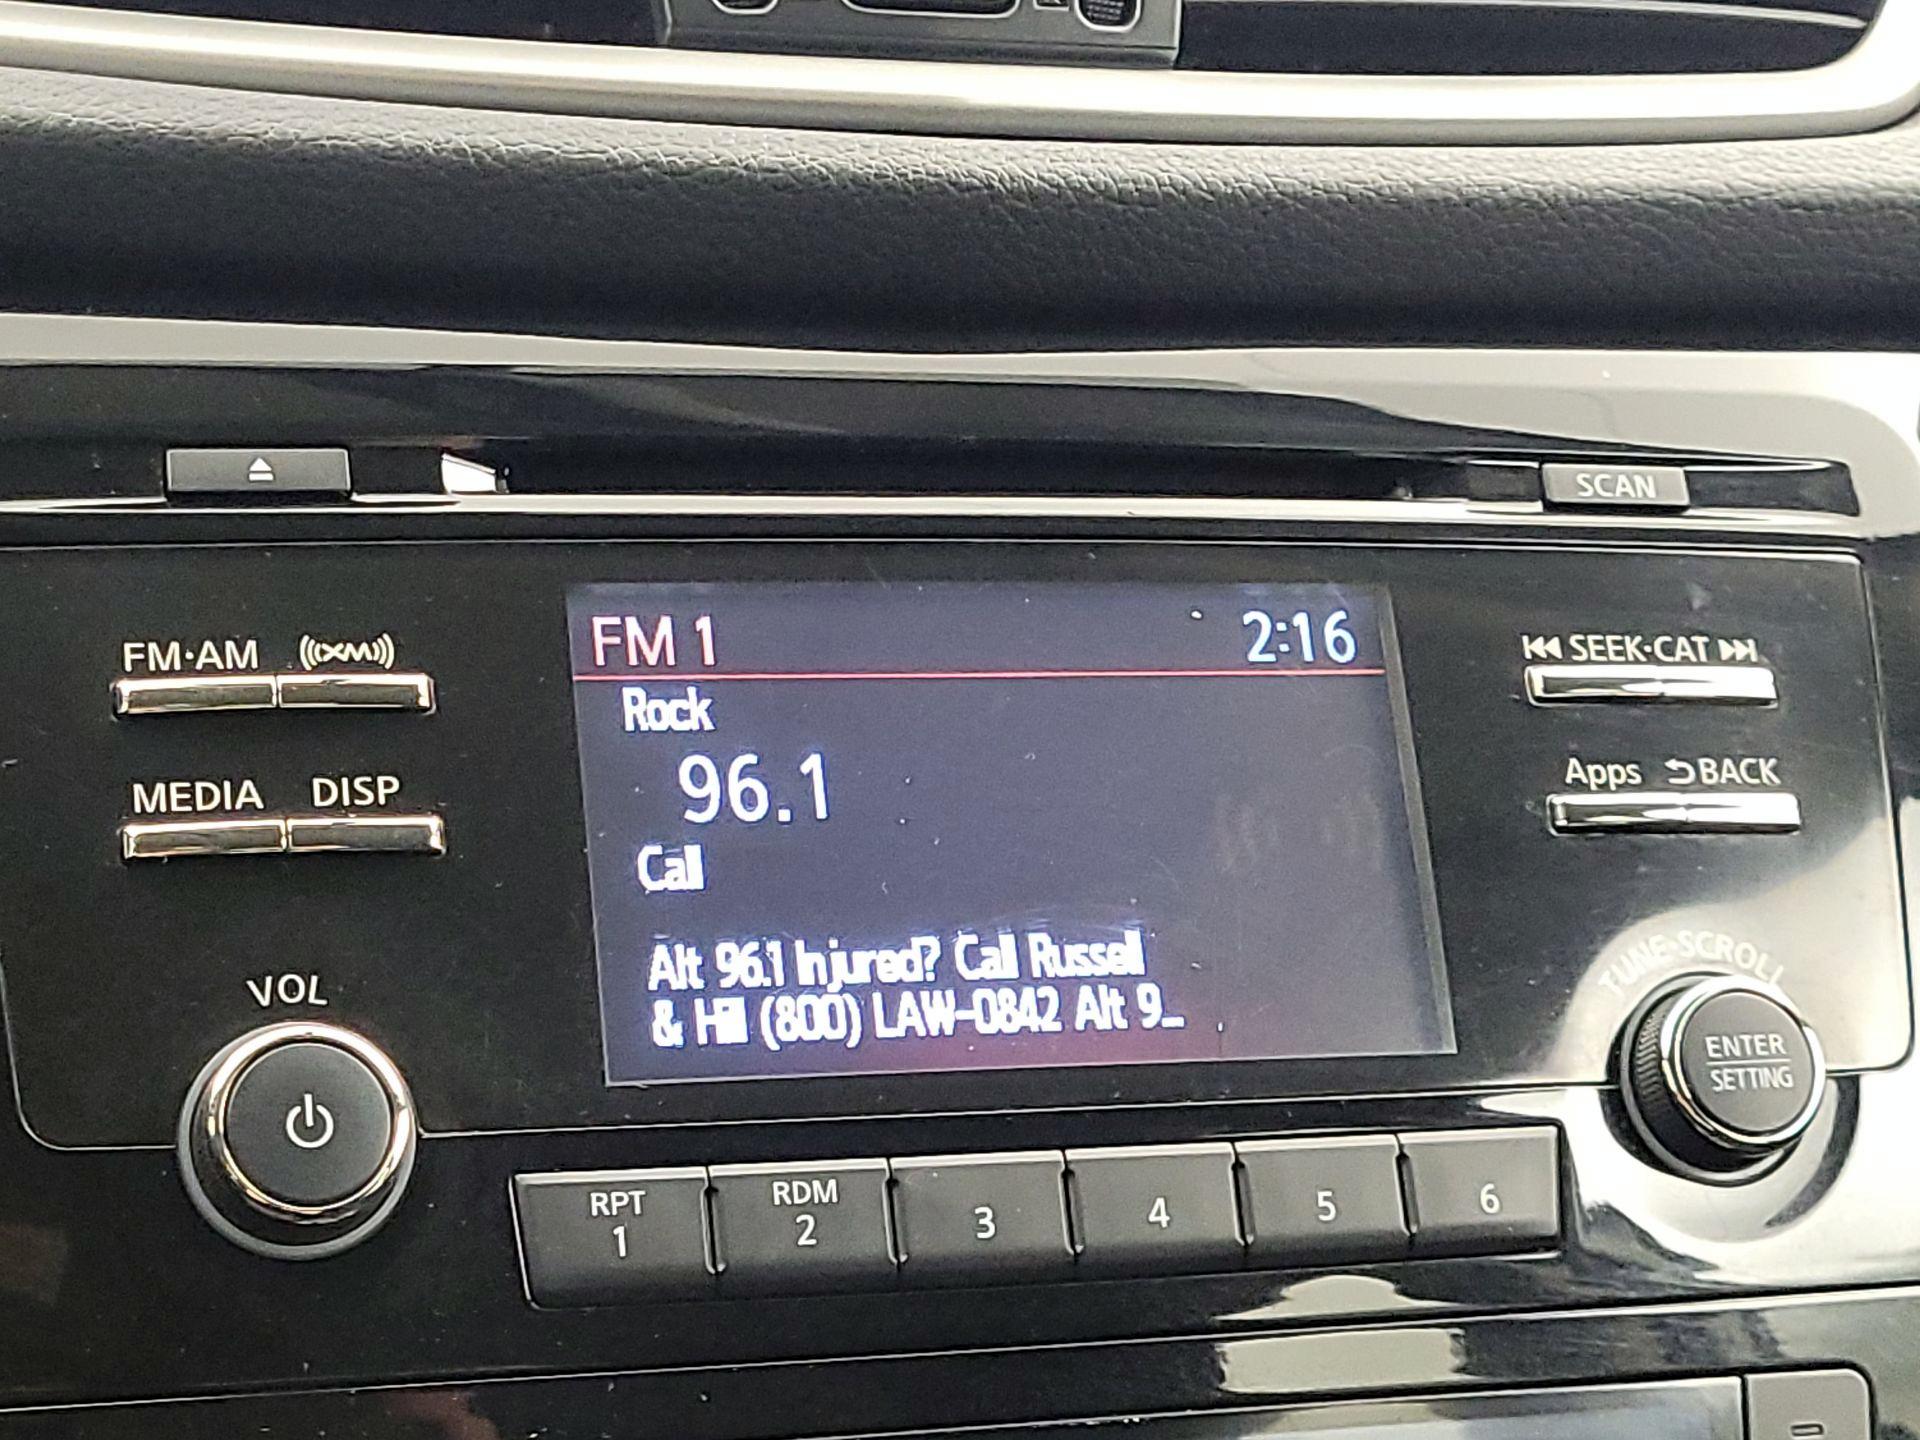 SCAN
FM·AM (((XM)))
FM 1 2:16
⏮ SEEK·CAT ⏭
Rock
96.1
Apps BACK
MEDIA DISP
Call
Alt 96.1 Injured? Call Russell
& Hill (800) LAW-0842 Alt 9...
TUNE·SCROLL
VOL
ENTER
SETTING
RPT
1
RDM
2
3
4
5
6